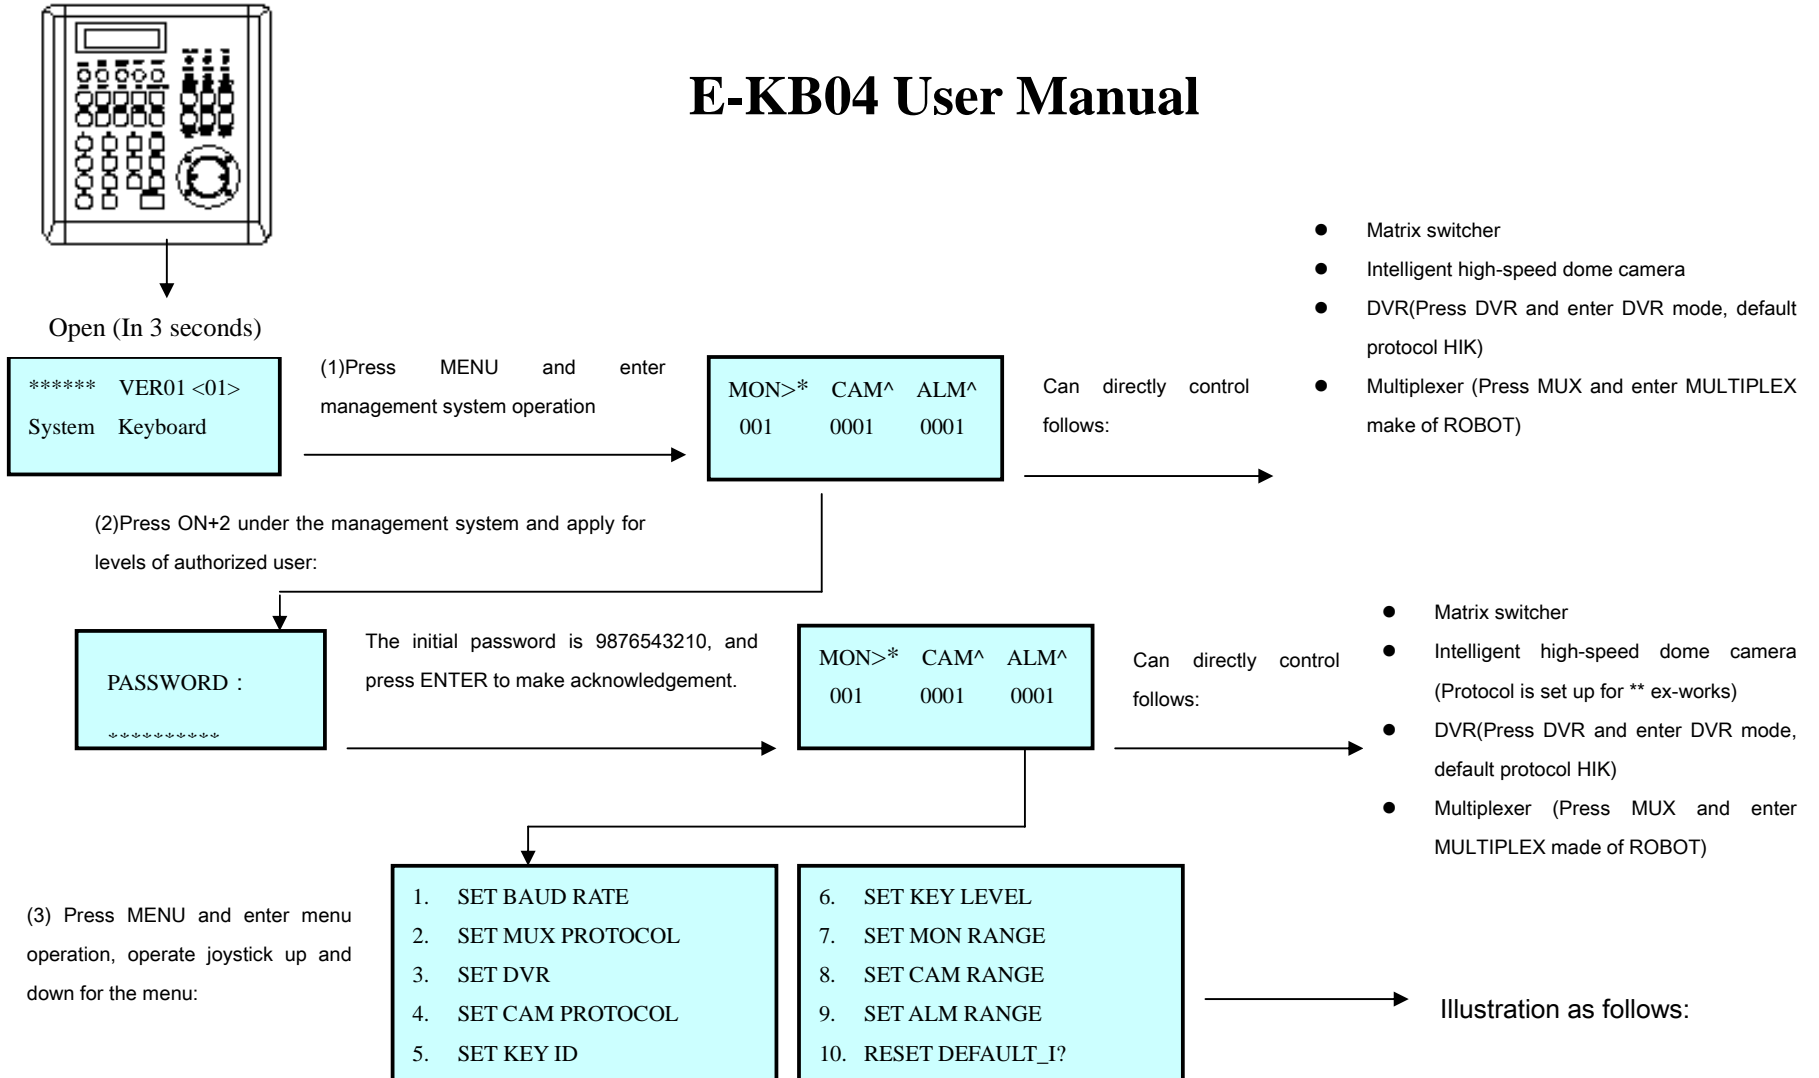 E-KB04 User Manual
Open (In 3 seconds)
****** VER01 <01>
System Keyboard
(1)Press MENU and enter
management system operation
MON>* CAM^ ALM^
001 0001 0001
Can directly control
follows:
● Matrix switcher
● Intelligent high-speed dome camera
● DVR(Press DVR and enter DVR mode, default
protocol HIK)
● Multiplexer (Press MUX and enter MULTIPLEX
make of ROBOT)
(2)Press ON+2 under the management system and apply for
levels of authorized user:
PASSWORD：
**********
The initial password is 9876543210, and
press ENTER to make acknowledgement.
MON>* CAM^ ALM^
001 0001 0001
Can directly control
follows:
● Matrix switcher
● Intelligent high-speed dome camera
(Protocol is set up for ** ex-works)
● DVR(Press DVR and enter DVR mode,
default protocol HIK)
● Multiplexer (Press MUX and enter
MULTIPLEX made of ROBOT)
(3) Press MENU and enter menu
operation, operate joystick up and
down for the menu:
1. SET BAUD RATE
2. SET MUX PROTOCOL
3. SET DVR
4. SET CAM PROTOCOL
5. SET KEY ID
6. SET KEY LEVEL
7. SET MON RANGE
8. SET CAM RANGE
9. SET ALM RANGE
10. RESET DEFAULT_I?
Illustration as follows: